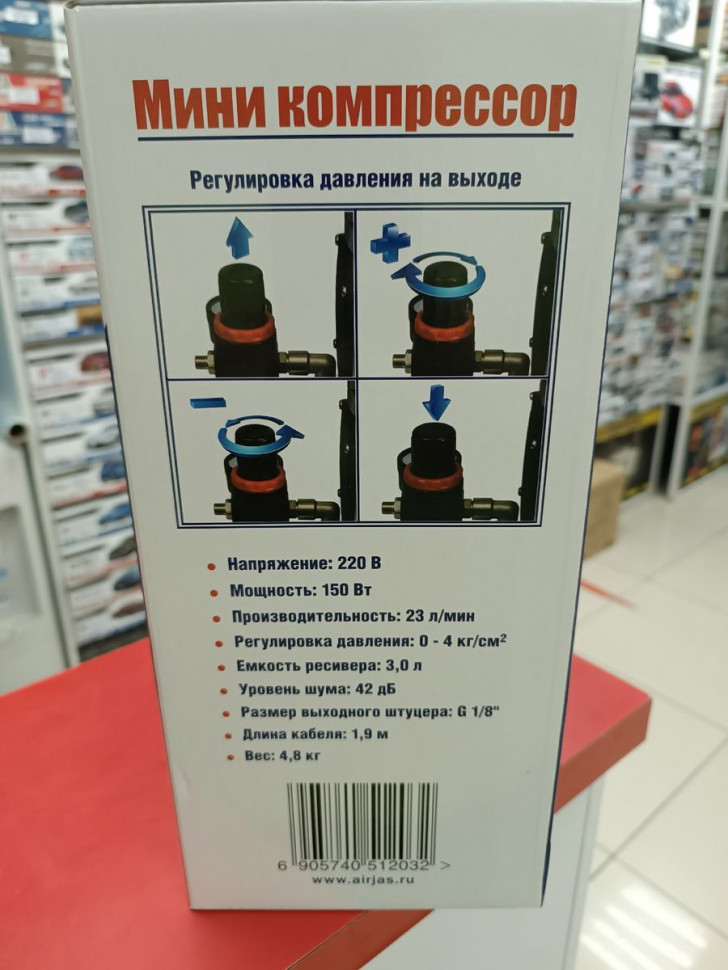 Мини компрессор
Регулировка давления на выходе
Напряжение: 220 В
Мощность: 150 Вт
Производительность: 23 л/мин
Регулировка давления: 0 - 4 кг/см²
Емкость ресивера: 3,0 л
Уровень шума: 42 дБ
Размер выходного штуцера: G 1/8"
Длина кабеля: 1,9 м
Вес: 4,8 кг
6 905740 512032 >
www.airjas.ru